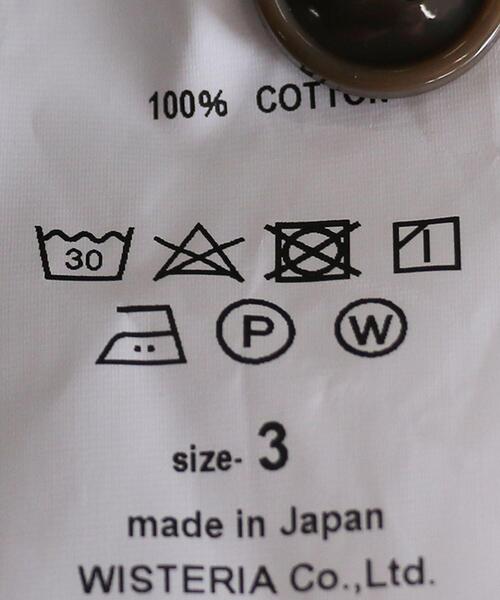 100% COTTON
30
P W
size- 3
made in Japan
WISTERIA Co.,Ltd.